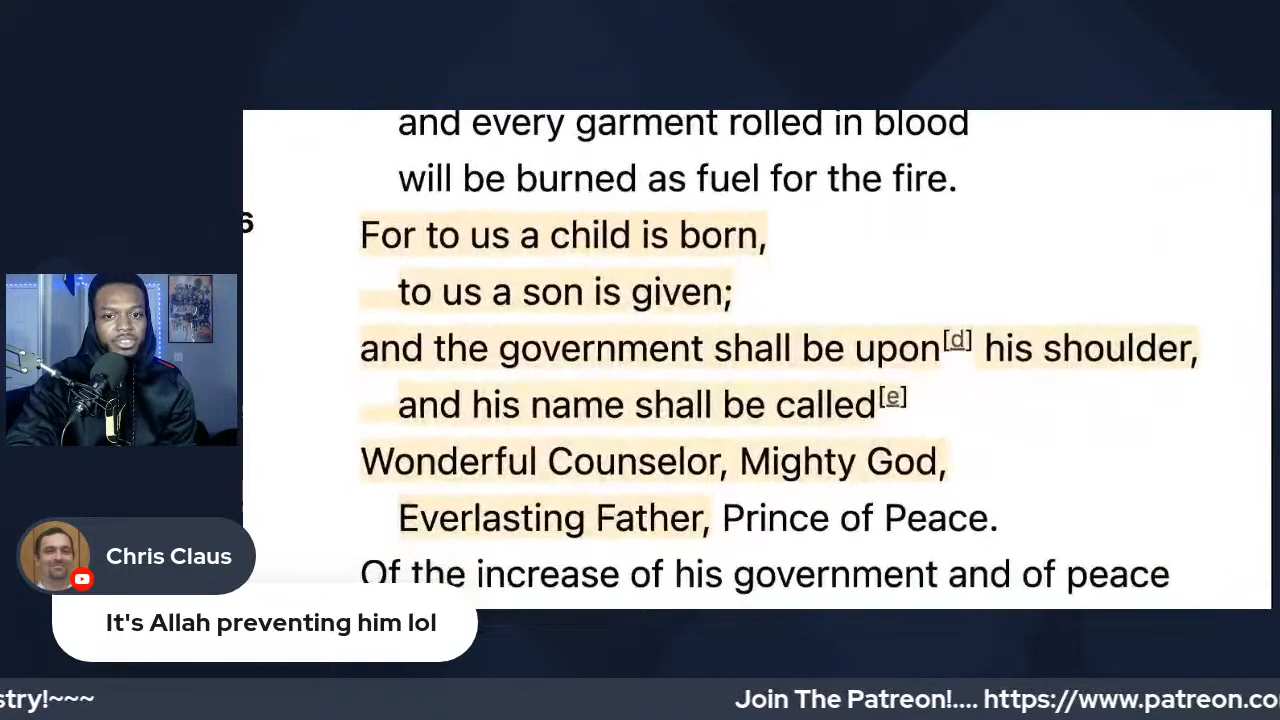 and every garment rolled in blood
will be burned as fuel for the fire.
6
For to us a child is born,
to us a son is given;
and the government shall be upon[d] his shoulder,
and his name shall be called[e]
Wonderful Counselor, Mighty God,
Everlasting Father, Prince of Peace.
Of the increase of his government and of peace
Chris Claus
It's Allah preventing him lol
stry!~~~ Join The Patreon!.... https://www.patreon.co